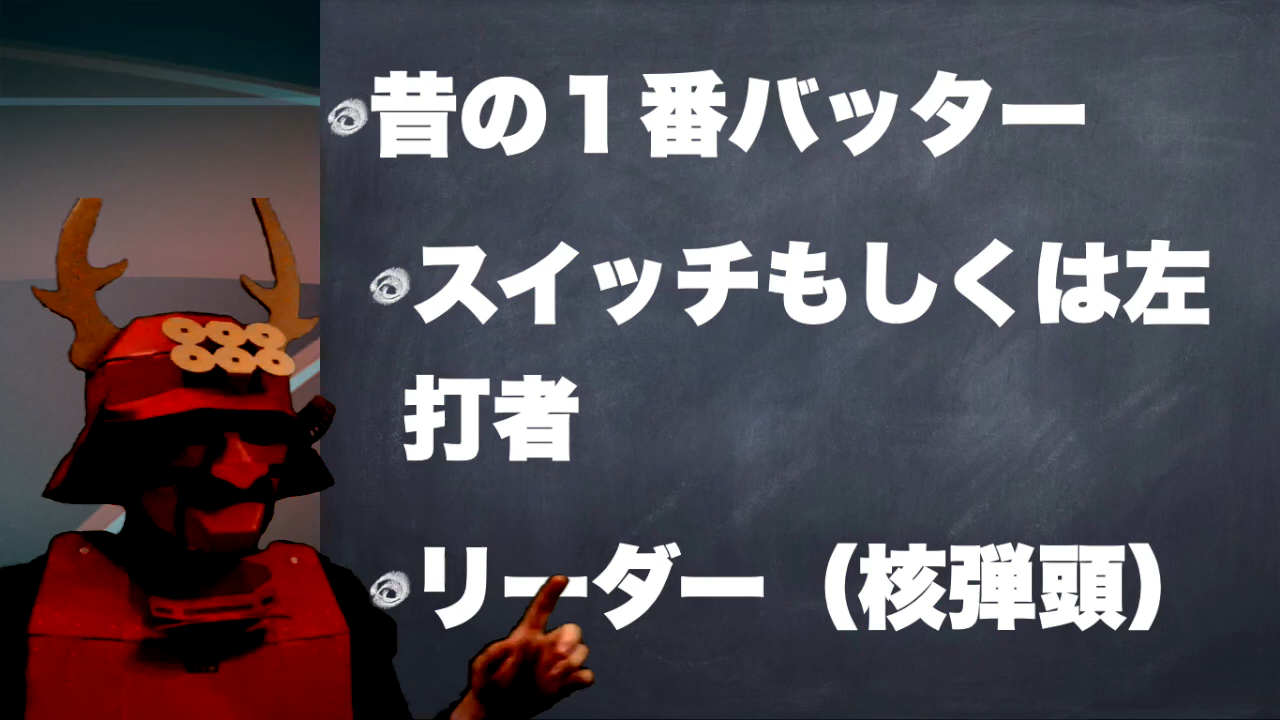 昔の１番バッター
スイッチもしくは左
打者
リーダー（核弾頭）